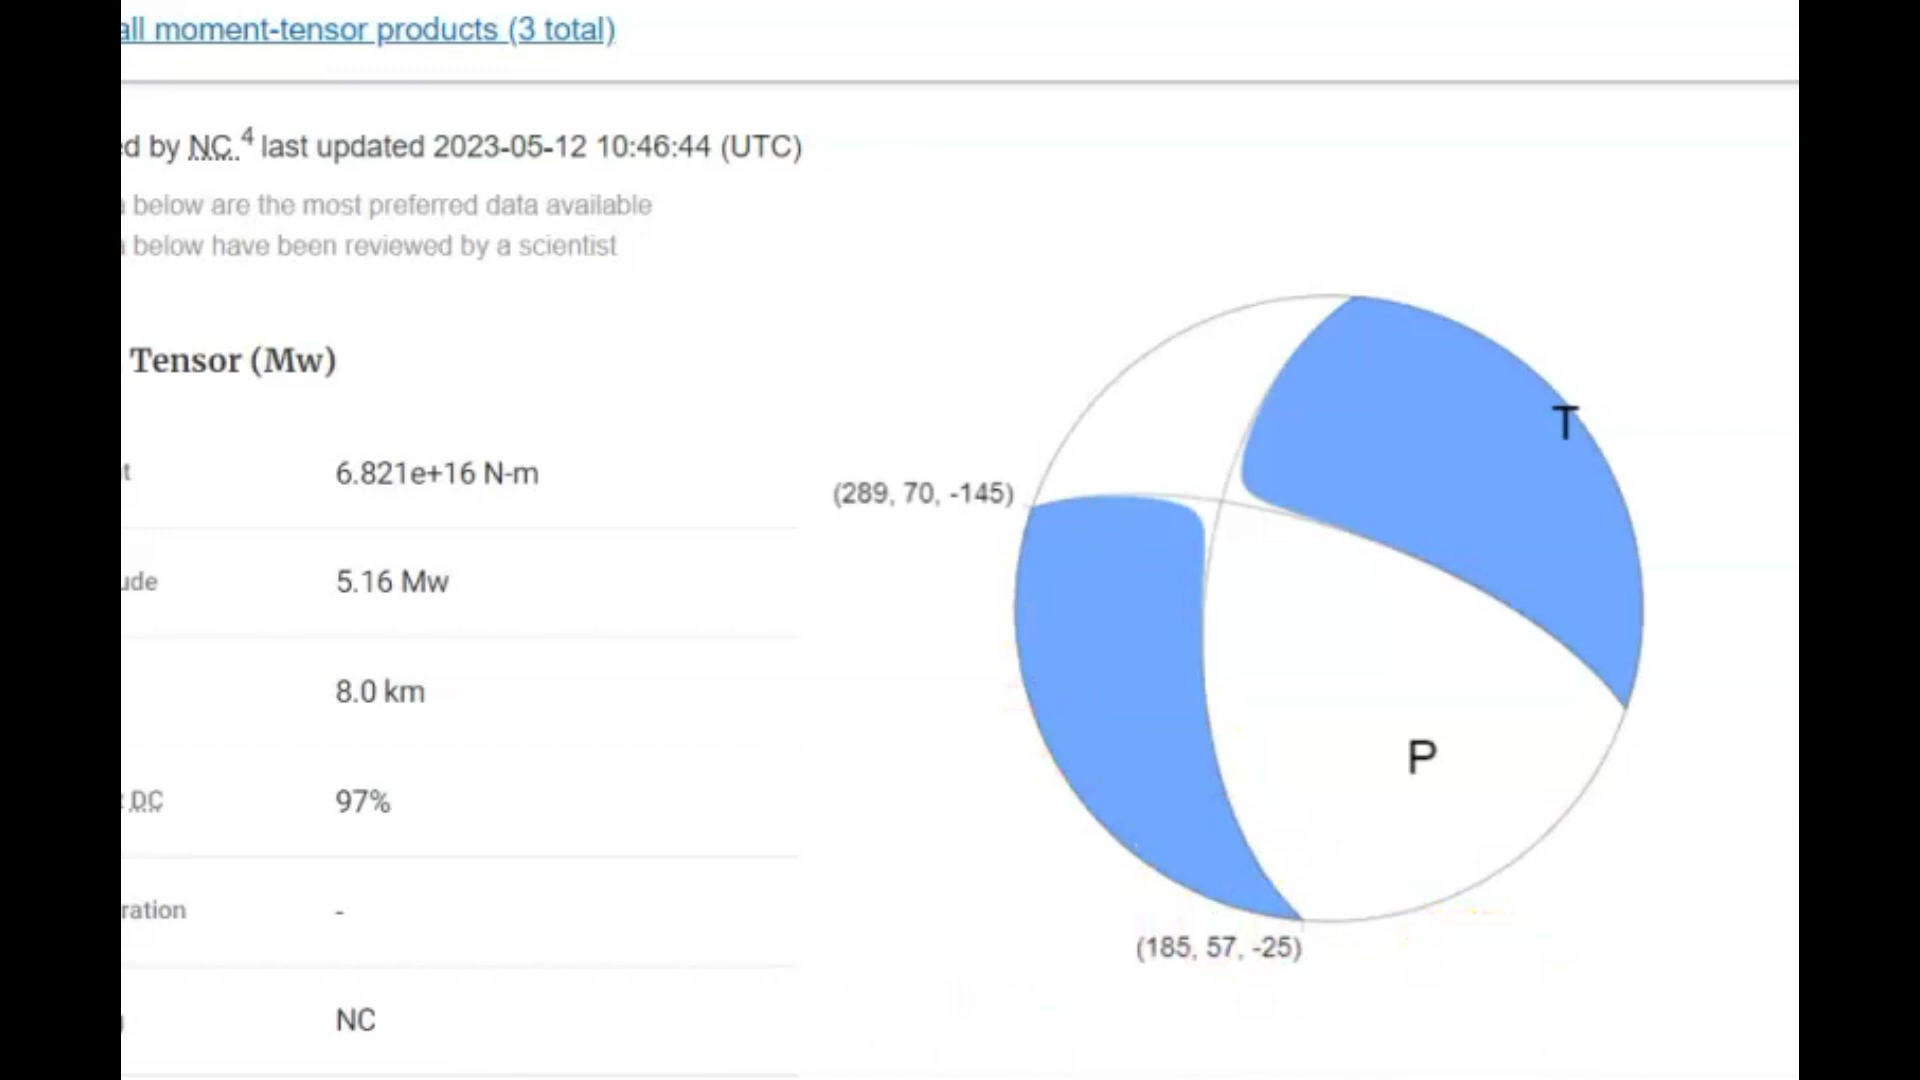 all moment-tensor products (3 total)
ed by NC 4 last updated 2023-05-12 10:46:44 (UTC)
below are the most preferred data available
below have been reviewed by a scientist
Tensor (Mw)
t 6.821e+16 N-m
ude 5.16 Mw
8.0 km
DC 97%
ration -
NC
T
(289, 70, -145)
P
(185, 57, -25)